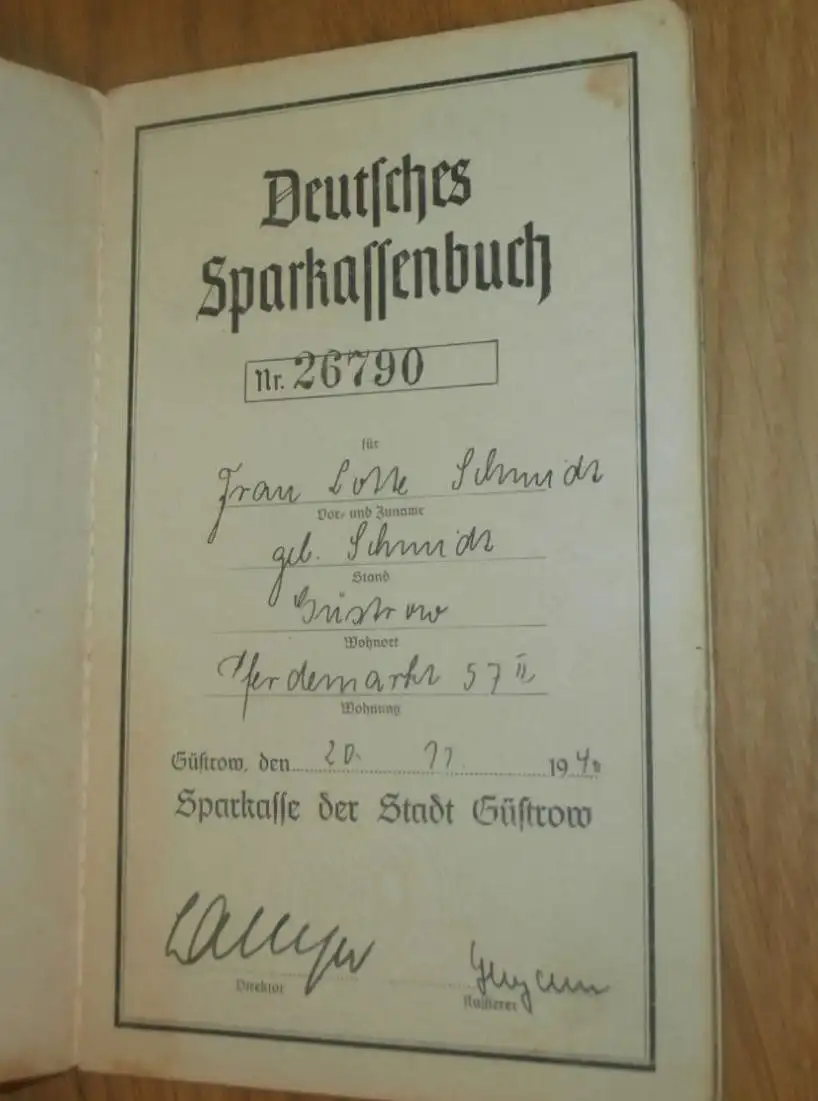 Deutsches
Sparkassenbuch
Nr. 26790
für
Frau Lotte Schmidt
Vor- und Zuname
geb. Schmidt
Stand
Güstrow
Wohnort
Pferdemarkt 57 II
Wohnung
Güstrow, den 20. 11. 1940
Sparkasse der Stadt Güstrow
Direktor